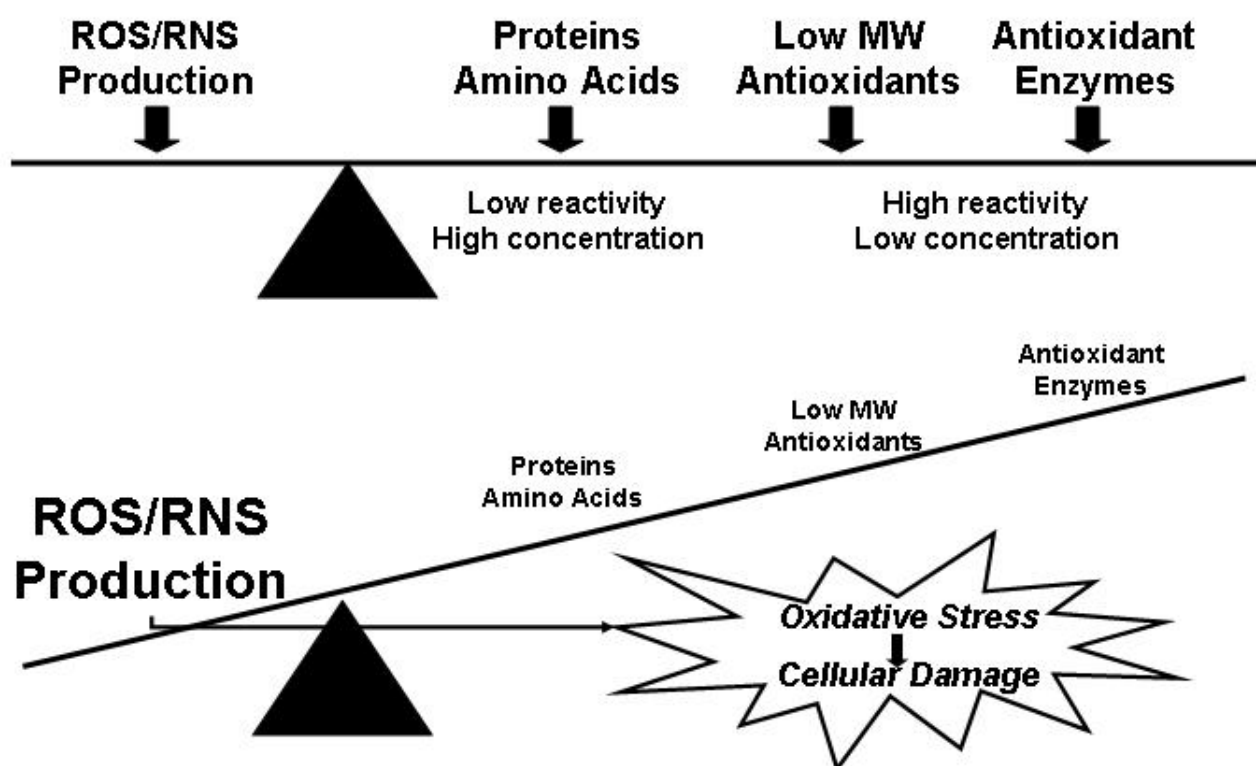 ROS/RNS
Production
Proteins
Amino Acids
Low MW
Antioxidants
Antioxidant
Enzymes
Low reactivity
High concentration
High reactivity
Low concentration
Antioxidant
Enzymes
Low MW
Antioxidants
Proteins
Amino Acids
ROS/RNS
Production
Oxidative Stress
Cellular Damage